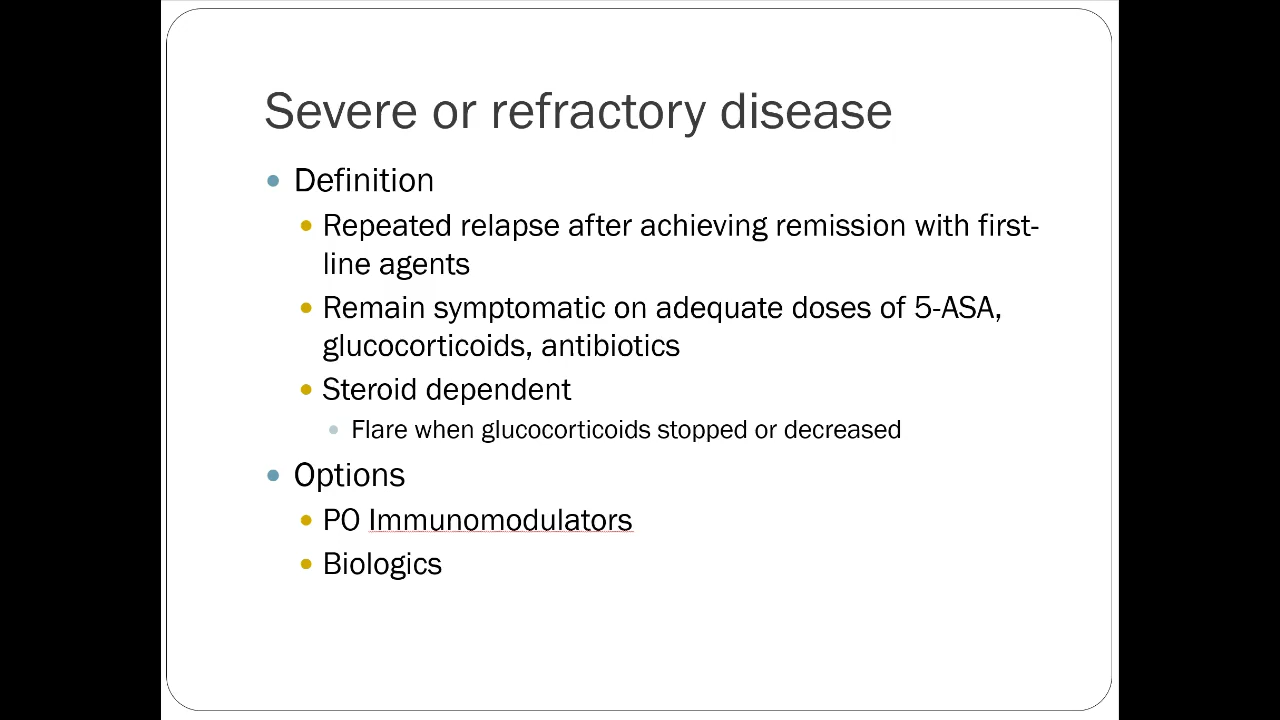 Severe or refractory disease
Definition
Repeated relapse after achieving remission with first-
line agents
Remain symptomatic on adequate doses of 5-ASA,
glucocorticoids, antibiotics
Steroid dependent
Flare when glucocorticoids stopped or decreased
Options
PO Immunomodulators
Biologics